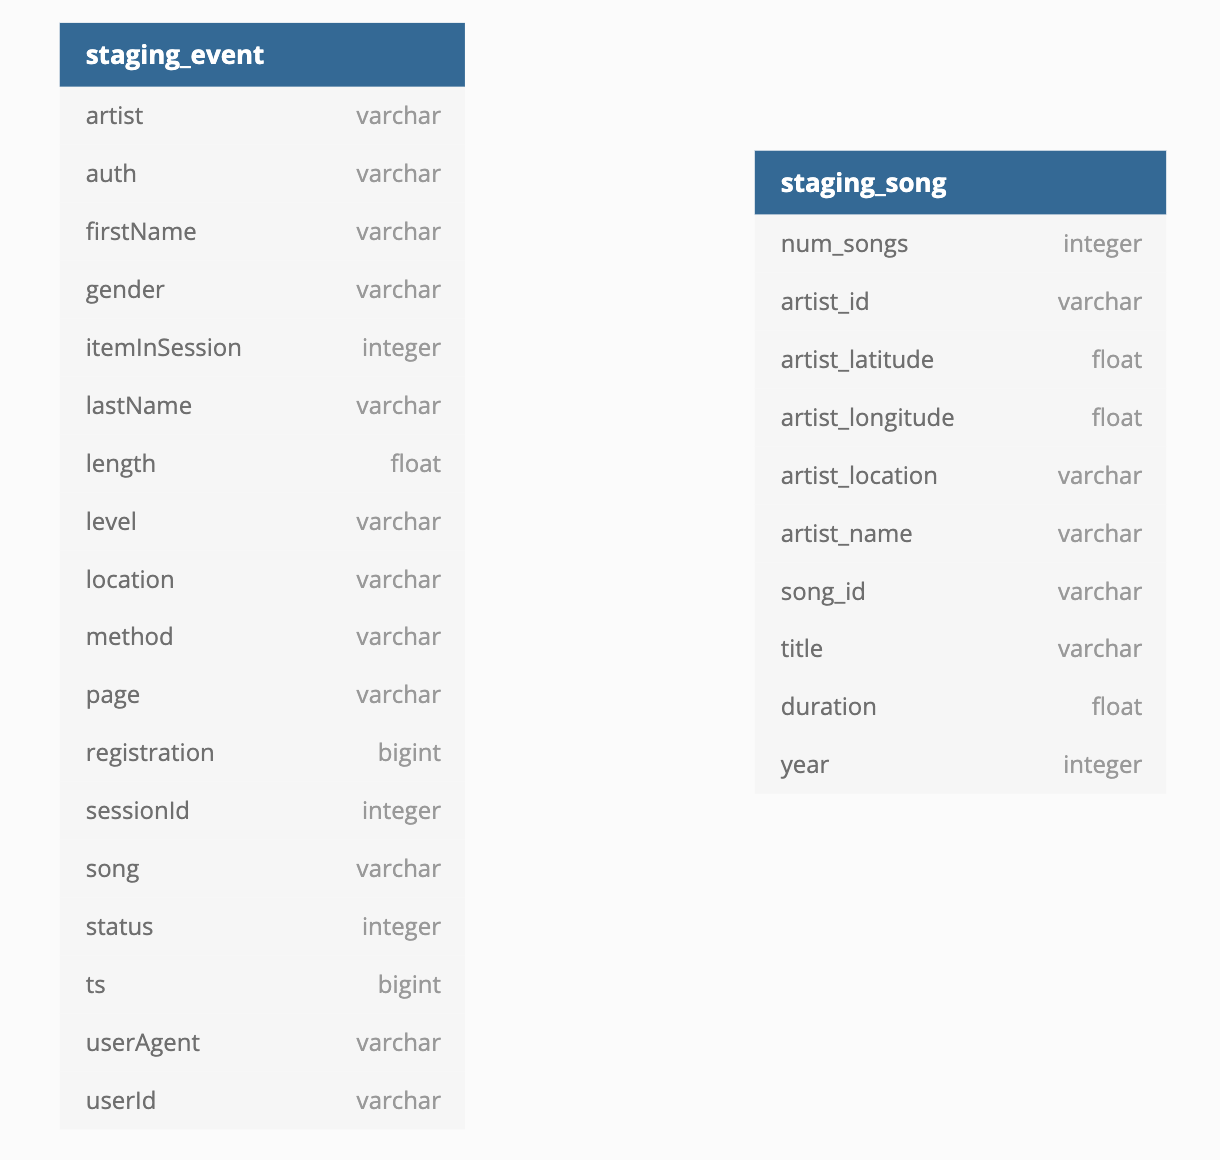 staging_event
artist varchar
auth varchar
firstName varchar
gender varchar
itemInSession integer
lastName varchar
length float
level varchar
location varchar
method varchar
page varchar
registration bigint
sessionId integer
song varchar
status integer
ts bigint
userAgent varchar
userId varchar
staging_song
num_songs integer
artist_id varchar
artist_latitude float
artist_longitude float
artist_location varchar
artist_name varchar
song_id varchar
title varchar
duration float
year integer